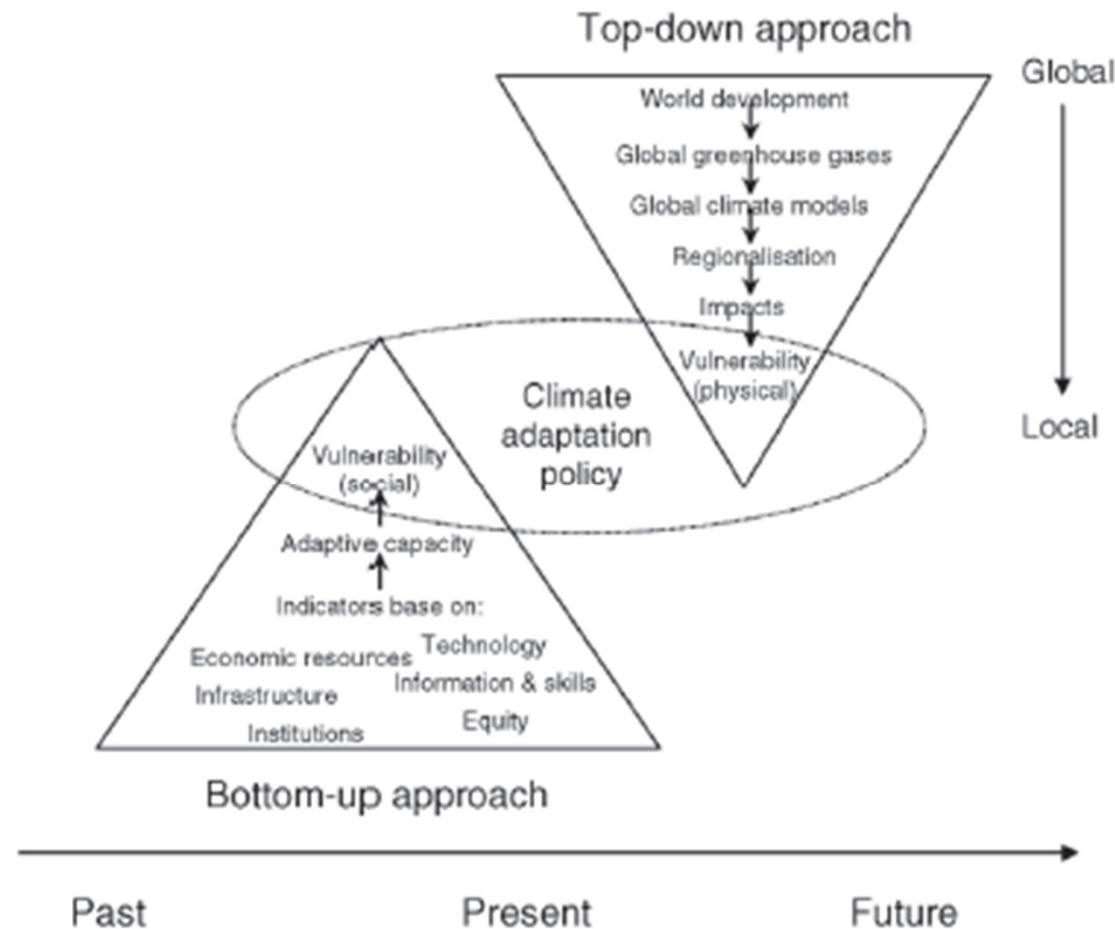 Top-down approach
Global
World development
Global greenhouse gases
Global climate models
Regionalisation
Impacts
Vulnerability
(physical)
Climate
adaptation
policy
Local
Vulnerability
(social)
Adaptive capacity
Indicators base on:
Technology
Economic resources
Information & skills
Infrastructure
Equity
Institutions
Bottom-up approach
Past Present Future